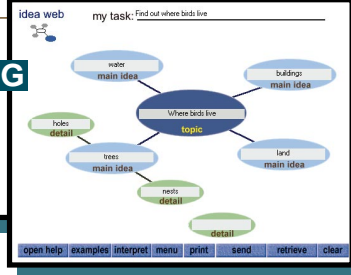 idea web
my task: Find out where birds live
G
water
main idea
buildings
main idea
Where birds live
topic
holes
detail
trees
main idea
land
main idea
nests
detail
detail
open help examples interpret menu print send retrieve clear